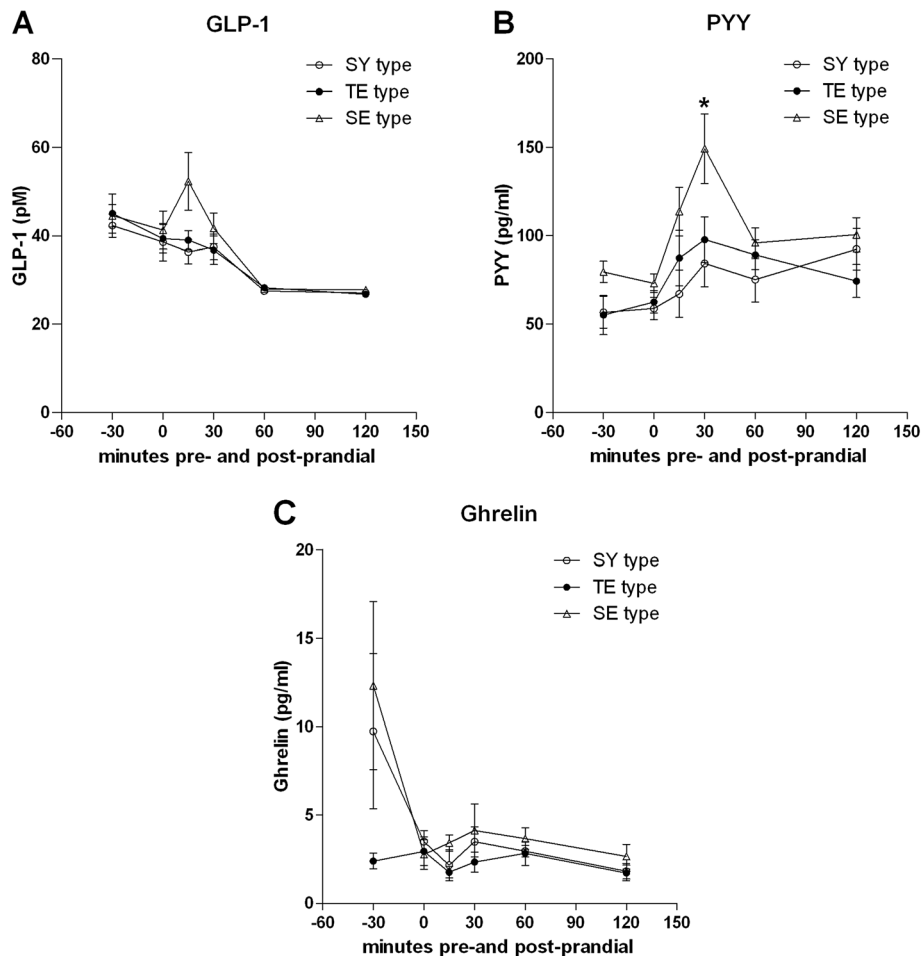 A
GLP-1
SY type
TE type
SE type
GLP-1 (pM)
80
60
40
20
0
-60 -30 0 30 60 90 120 150
minutes pre- and post-prandial
B
PYY
SY type
TE type
SE type
*
PYY (pg/ml)
200
150
100
50
0
-60 -30 0 30 60 90 120 150
minutes pre- and post-prandial
C
Ghrelin
SY type
TE type
SE type
Ghrelin (pg/ml)
20
15
10
5
0
-60 -30 0 30 60 90 120 150
minutes pre-and post-prandial